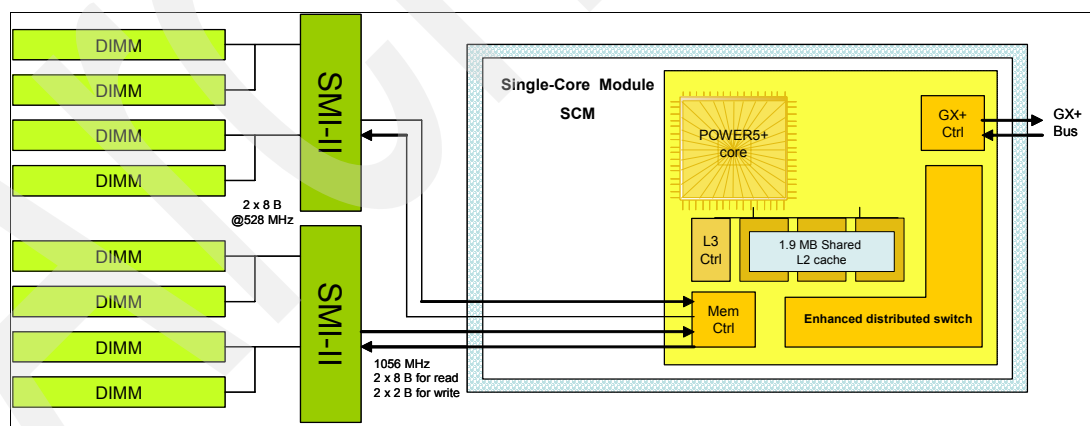 DIMM
DIMM
DIMM
DIMM
SMI-II
2 x 8 B
@528 MHz
DIMM
DIMM
DIMM
DIMM
SMI-II
1056 MHz
2 x 8 B for read
2 x 2 B for write
Single-Core Module
SCM
POWER5+
core
GX+
Ctrl
GX+
Bus
L3
Ctrl
1.9 MB Shared
L2 cache
Mem
Ctrl
Enhanced distributed switch